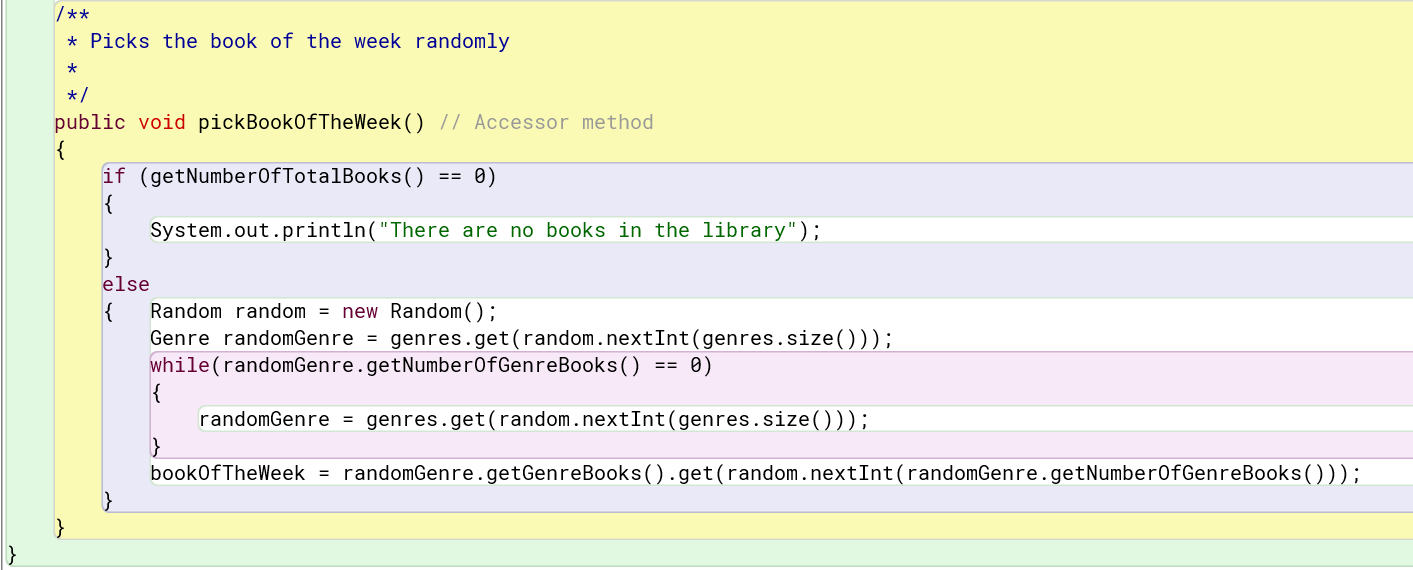 /**
 * Picks the book of the week randomly
 *
 */
public void pickBookOfTheWeek() // Accessor method
{
    if (getNumberOfTotalBooks() == 0)
    {
        System.out.println("There are no books in the library");
    }
    else
    {   Random random = new Random();
        Genre randomGenre = genres.get(random.nextInt(genres.size()));
        while(randomGenre.getNumberOfGenreBooks() == 0)
        {
            randomGenre = genres.get(random.nextInt(genres.size()));
        }
        bookOfTheWeek = randomGenre.getGenreBooks().get(random.nextInt(randomGenre.getNumberOfGenreBooks()));
    }
}
}